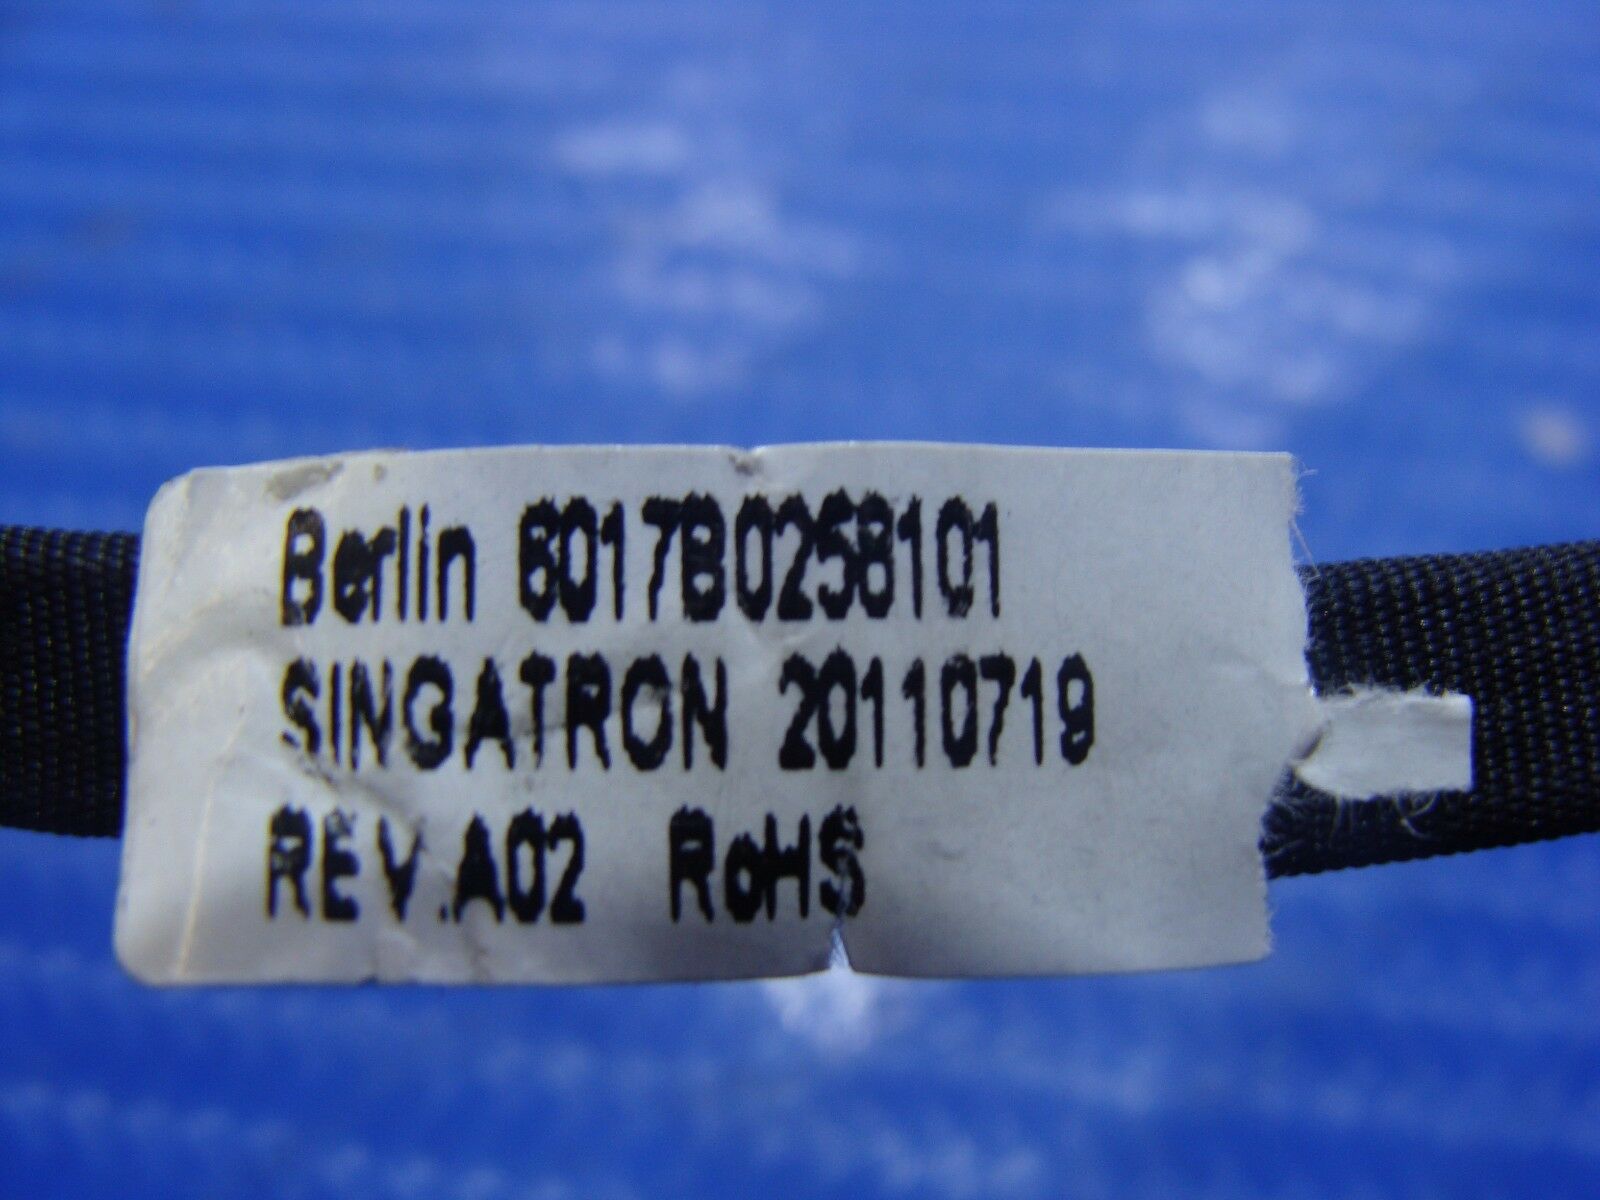 Berlin 6017B0258101
SINGATRON 20110719
REV.A02 RoHS